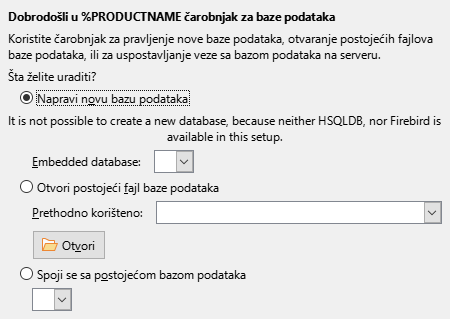 Dobrodošli u %PRODUCTNAME čarobnjak za baze podataka
Koristite čarobnjak za pravljenje nove baze podataka, otvaranje postojećih fajlova
baze podataka, ili za uspostavljanje veze sa bazom podataka na serveru.
Šta želite uraditi?
Napravi novu bazu podataka
It is not possible to create a new database, because neither HSQLDB, nor Firebird is
available in this setup.
Embedded database:
Otvori postojeći fajl baze podataka
Prethodno korišteno:
Otvori
Spoji se sa postojećom bazom podataka